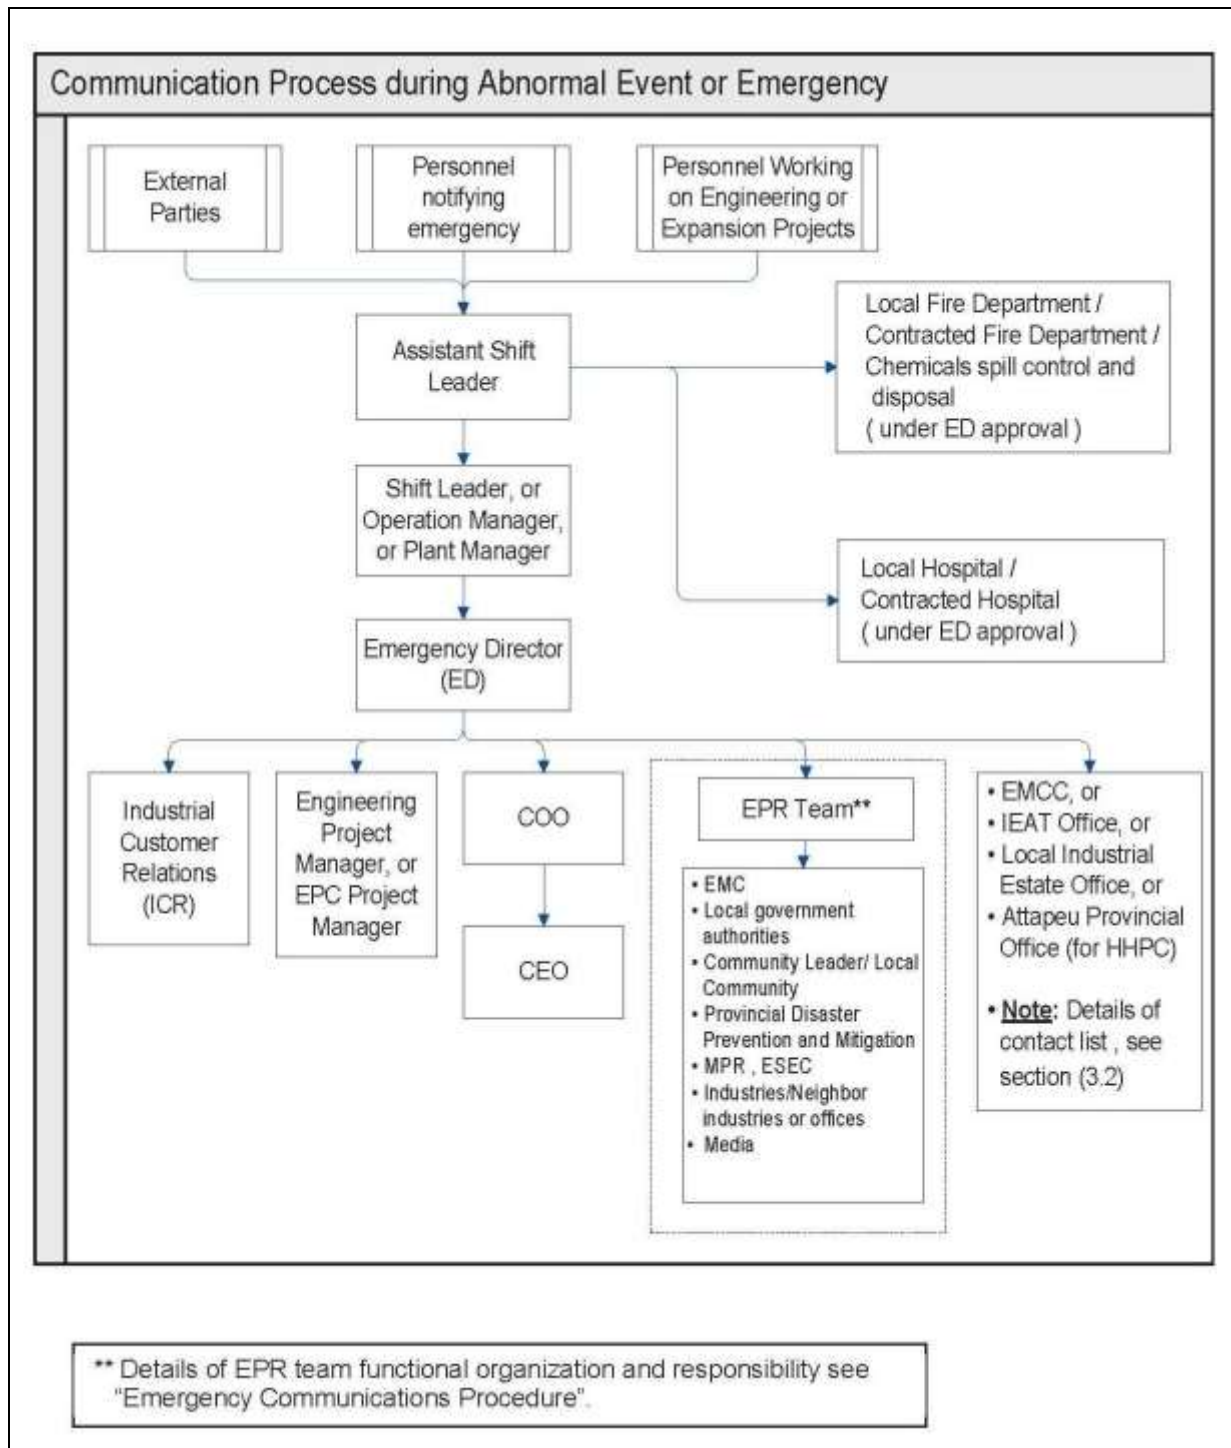 Communication Process during Abnormal Event or Emergency
External
Parties
Personnel
notifying
emergency
Personnel Working
on Engineering or
Expansion Projects
Assistant Shift
Leader
Local Fire Department /
Contracted Fire Department /
Chemicals spill control and
disposal
( under ED approval )
Shift Leader, or
Operation Manager,
or Plant Manager
Local Hospital /
Contracted Hospital
( under ED approval )
Emergency Director
(ED)
Industrial
Customer
Relations
(ICR)
Engineering
Project
Manager, or
EPC Project
Manager
COO
CEO
EPR Team**
• EMC
• Local government
authorities
• Community Leader/ Local
Community
• Provincial Disaster
Prevention and Mitigation
• MPR , ESEC
• Industries/Neighbor
industries or offices
• Media
• EMCC, or
• IEAT Office, or
• Local Industrial
Estate Office, or
• Attapeu Provincial
Office (for HHPC)
• Note: Details of
contact list , see
section (3.2)
** Details of EPR team functional organization and responsibility see
“Emergency Communications Procedure”.